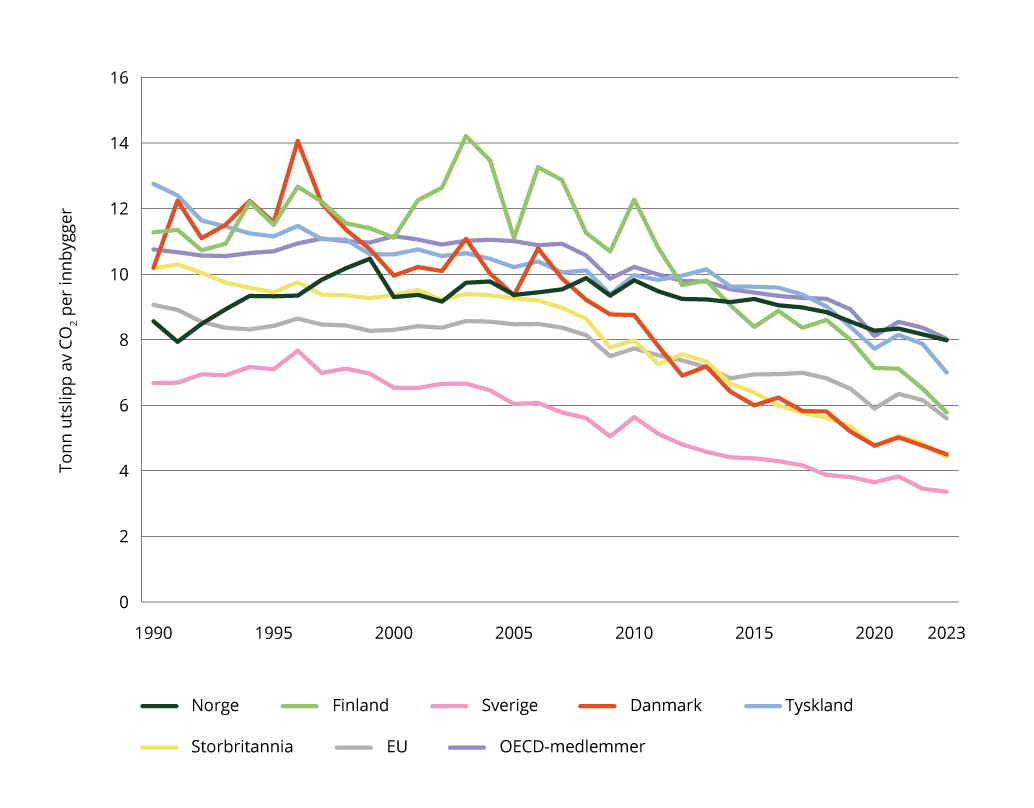 16
14
12
10
8
6
4
2
0
Tonn utslipp av CO₂ per innbygger
1990 1995 2000 2005 2010 2015 2020 2023
Norge Finland Sverige Danmark Tyskland
Storbritannia EU OECD-medlemmer